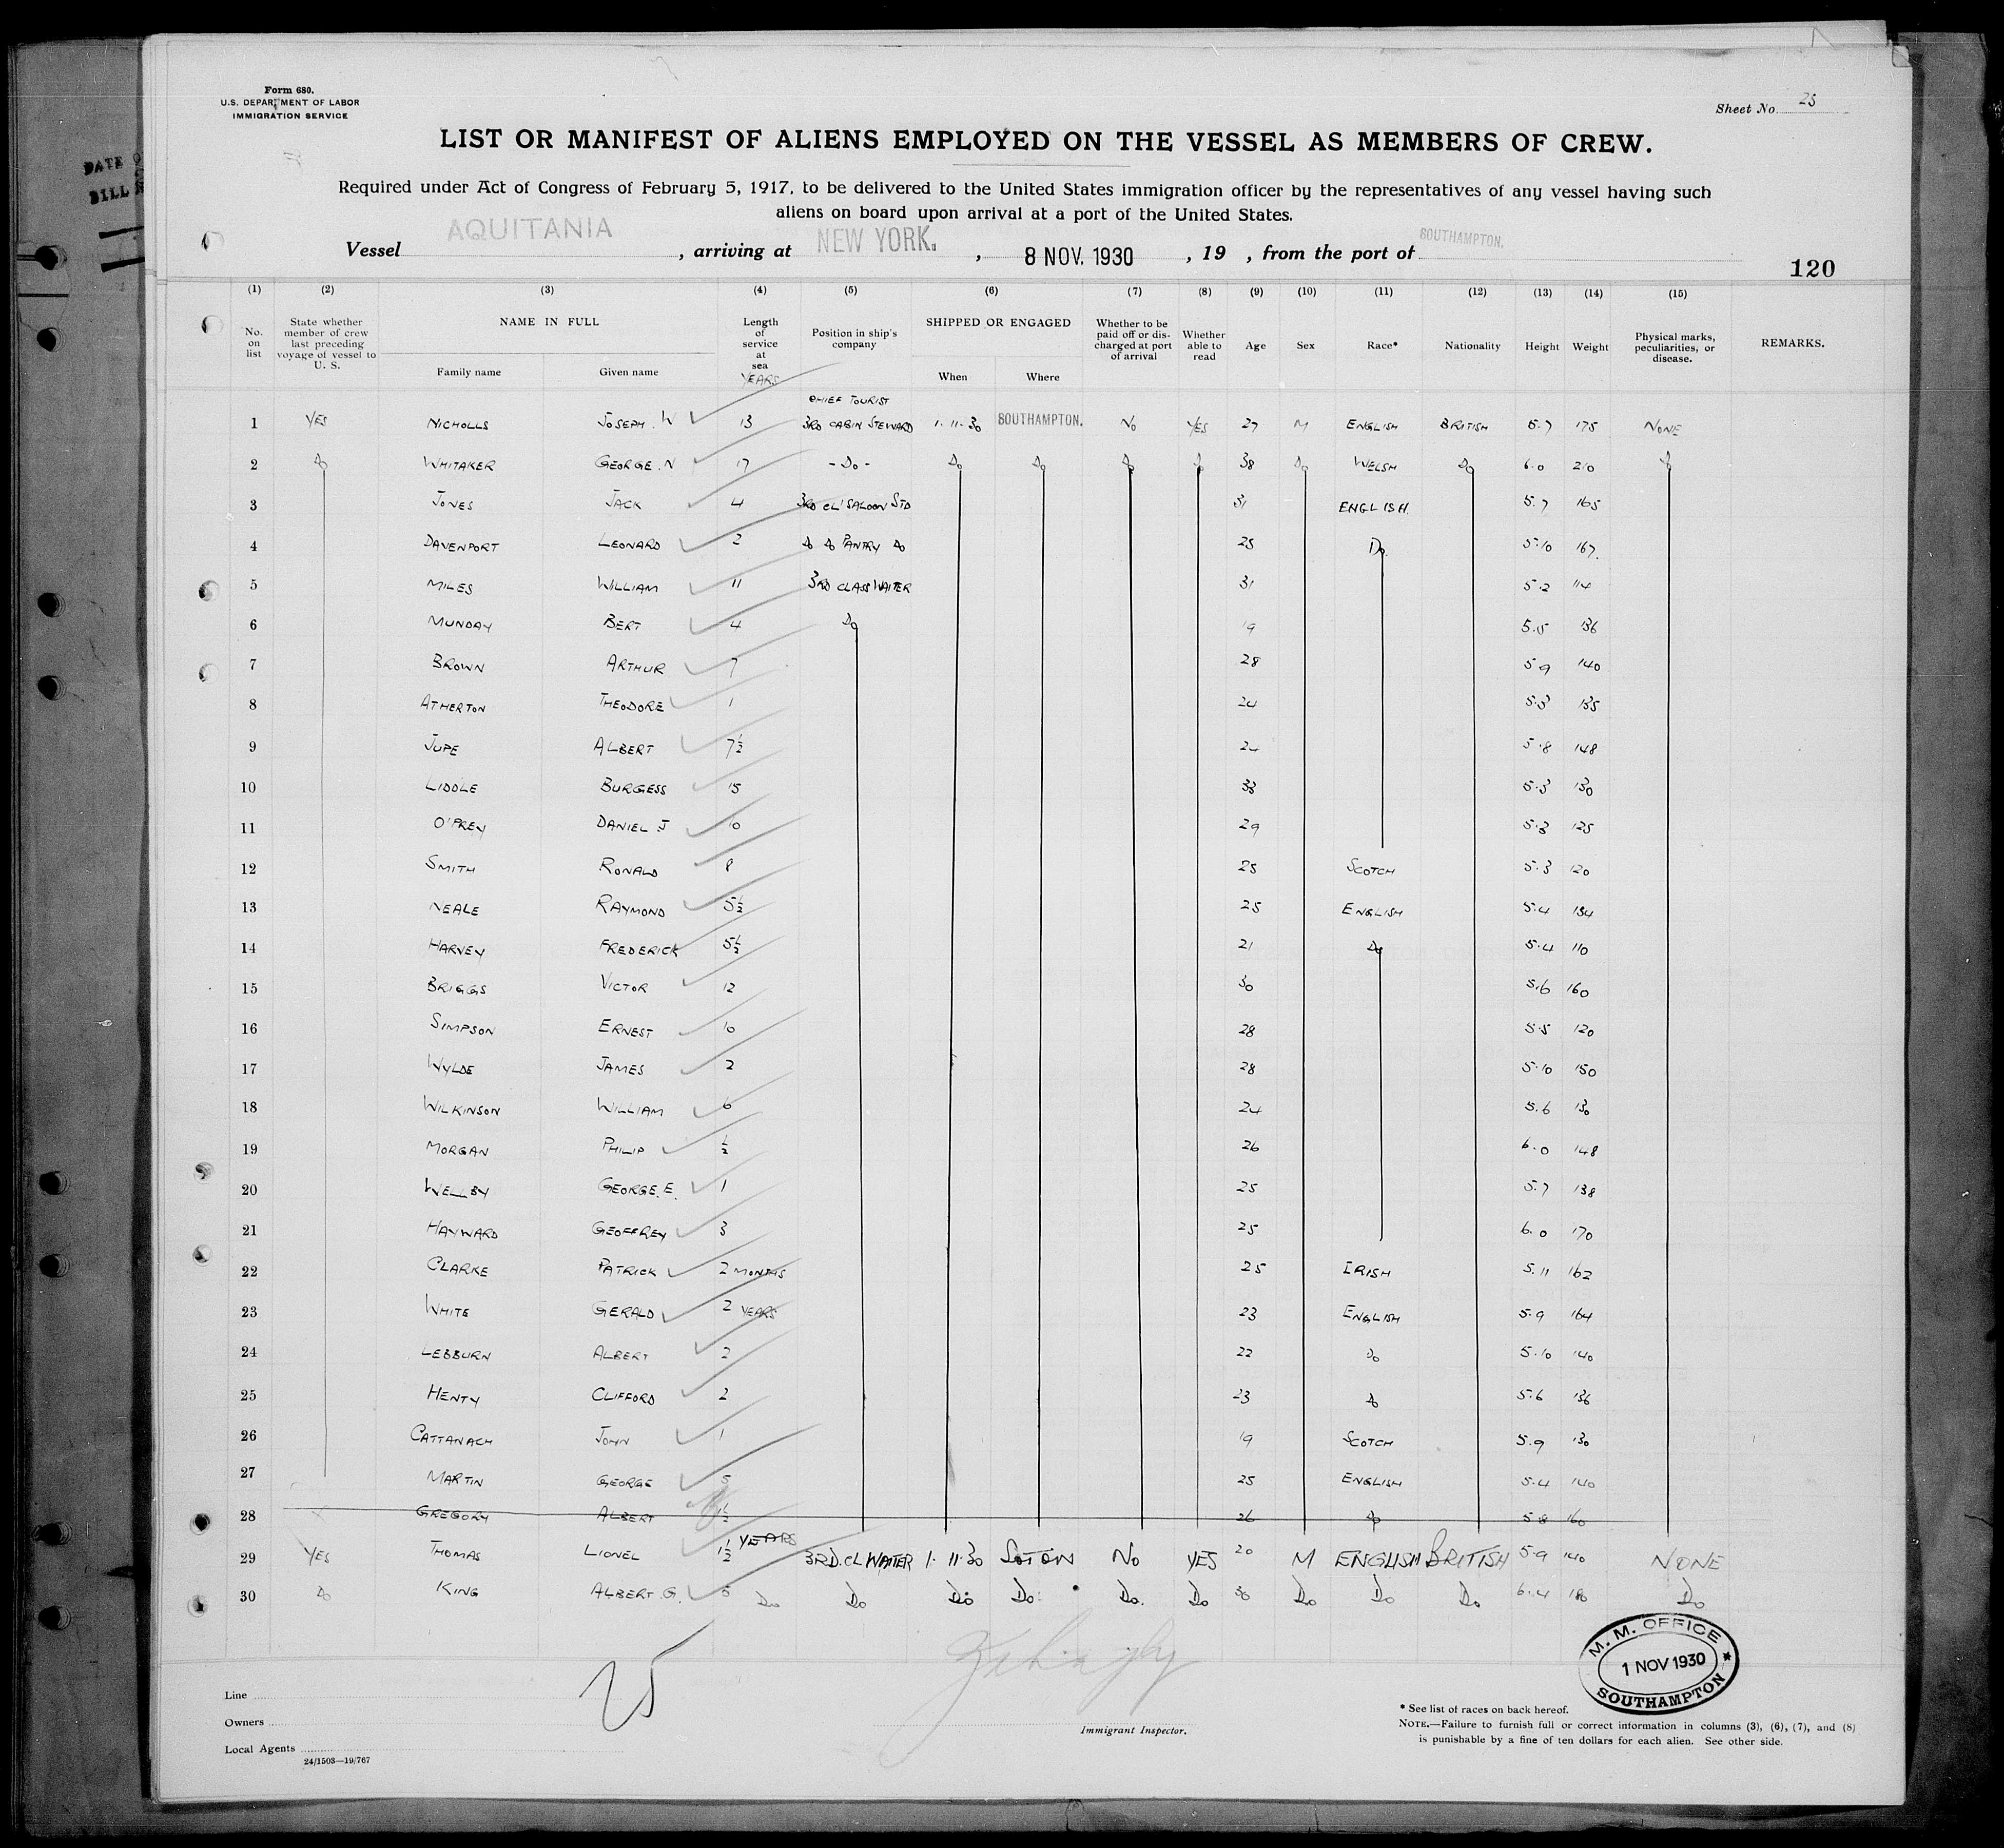 Form 680.
U.S. DEPARTMENT OF LABOR
IMMIGRATION SERVICE
Sheet No. 25
LIST OR MANIFEST OF ALIENS EMPLOYED ON THE VESSEL AS MEMBERS OF CREW.
Required under Act of Congress of February 5, 1917, to be delivered to the United States immigration officer by the representatives of any vessel having such
aliens on board upon arrival at a port of the United States.
Vessel AQUITANIA, arriving at NEW YORK., 8 NOV. 1930, 19 , from the port of SOUTHAMPTON.
120
DATE
BILL
(1) (2) (3) (4) (5) (6) (7) (8) (9) (10) (11) (12) (13) (14) (15)
No. on list State whether member of crew last preceding voyage of vessel to U. S. NAME IN FULL Family name Given name Length of service at sea YEARS Position in ship's company SHIPPED OR ENGAGED When Where Whether to be paid off or discharged at port of arrival Whether able to read Age Sex Race* Nationality Height Weight Physical marks, peculiarities, or disease. REMARKS.
CHIEF TOURIST
1 YES NICHOLLS JOSEPH. W 13 3RD CABIN STEWARD 1.11.30 SOUTHAMPTON. NO YES 27 M ENGLISH BRITISH 5.7 175 NONE
2 Do WHITAKER GEORGE. N 17 -Do- Do Do Do Do 38 Do WELSH Do 6.0 210 Do
3 JONES JACK 4 3RD CL SALOON STD 31 ENGLISH. 5.7 165
4 DAVENPORT LEONARD 2 Do Do PANTRY Do 25 Do. 5.10 167.
5 MILES WILLIAM 11 3RD CLASS WAITER 31 5.2 114
6 MUNDAY BERT 4 Do 19 5.5 136
7 BROWN ARTHUR 7 28 5.9 140
8 ATHERTON THEODORE 1 24 5.3 135
9 JUPE ALBERT 7½ 24 5.8 148
10 LIDDLE BURGESS 15 33 5.3 130
11 O'PREY DANIEL J 10 29 5.3 125
12 SMITH RONALD 8 25 SCOTCH 5.3 120
13 NEALE RAYMOND 5½ 25 ENGLISH 5.4 134
14 HARVEY FREDERICK 5½ 21 Do 5.4 110
15 BRIGGS VICTOR 12 30 5.6 160
16 SIMPSON ERNEST 10 28 5.5 120
17 WYLDE JAMES 2 28 5.10 150
18 WILKINSON WILLIAM 6 24 5.6 130
19 MORGAN PHILIP ½ 26 6.0 148
20 WELLBY GEORGE. E. 1 25 5.7 138
21 HAYWARD GEOFFREY 3 25 6.0 170
22 CLARKE PATRICK 2 MONTHS 25 IRISH 5.11 162
23 WHITE GERALD 2 YEARS 23 ENGLISH 5.9 164
24 LEBBURN ALBERT 2 22 Do 5.10 140
25 HENTY CLIFFORD 2 23 Do 5.6 136
26 CATTANACH JOHN 1 19 SCOTCH 5.9 130
27 MARTIN GEORGE 5 25 ENGLISH 5.4 140
28 GREGORY ALBERT 1½ 26 Do 5.8 160
29 YES THOMAS LIONEL 1½ YEARS 3RD. CL WAITER 1.11.30 SOTON NO YES 20 M ENGLISH BRITISH 5.9 140 NONE
30 Do KING ALBERT. G. 5 Do Do Do Do. Do. Do 30 Do Do Do 6.4 180 Do
M. M. OFFICE
1 NOV 1930
SOUTHAMPTON
25
Line
Owners
Local Agents
24/1503—19/767
Immigrant Inspector.
* See list of races on back hereof.
NOTE.—Failure to furnish full or correct information in columns (3), (6), (7), and (8)
is punishable by a fine of ten dollars for each alien. See other side.